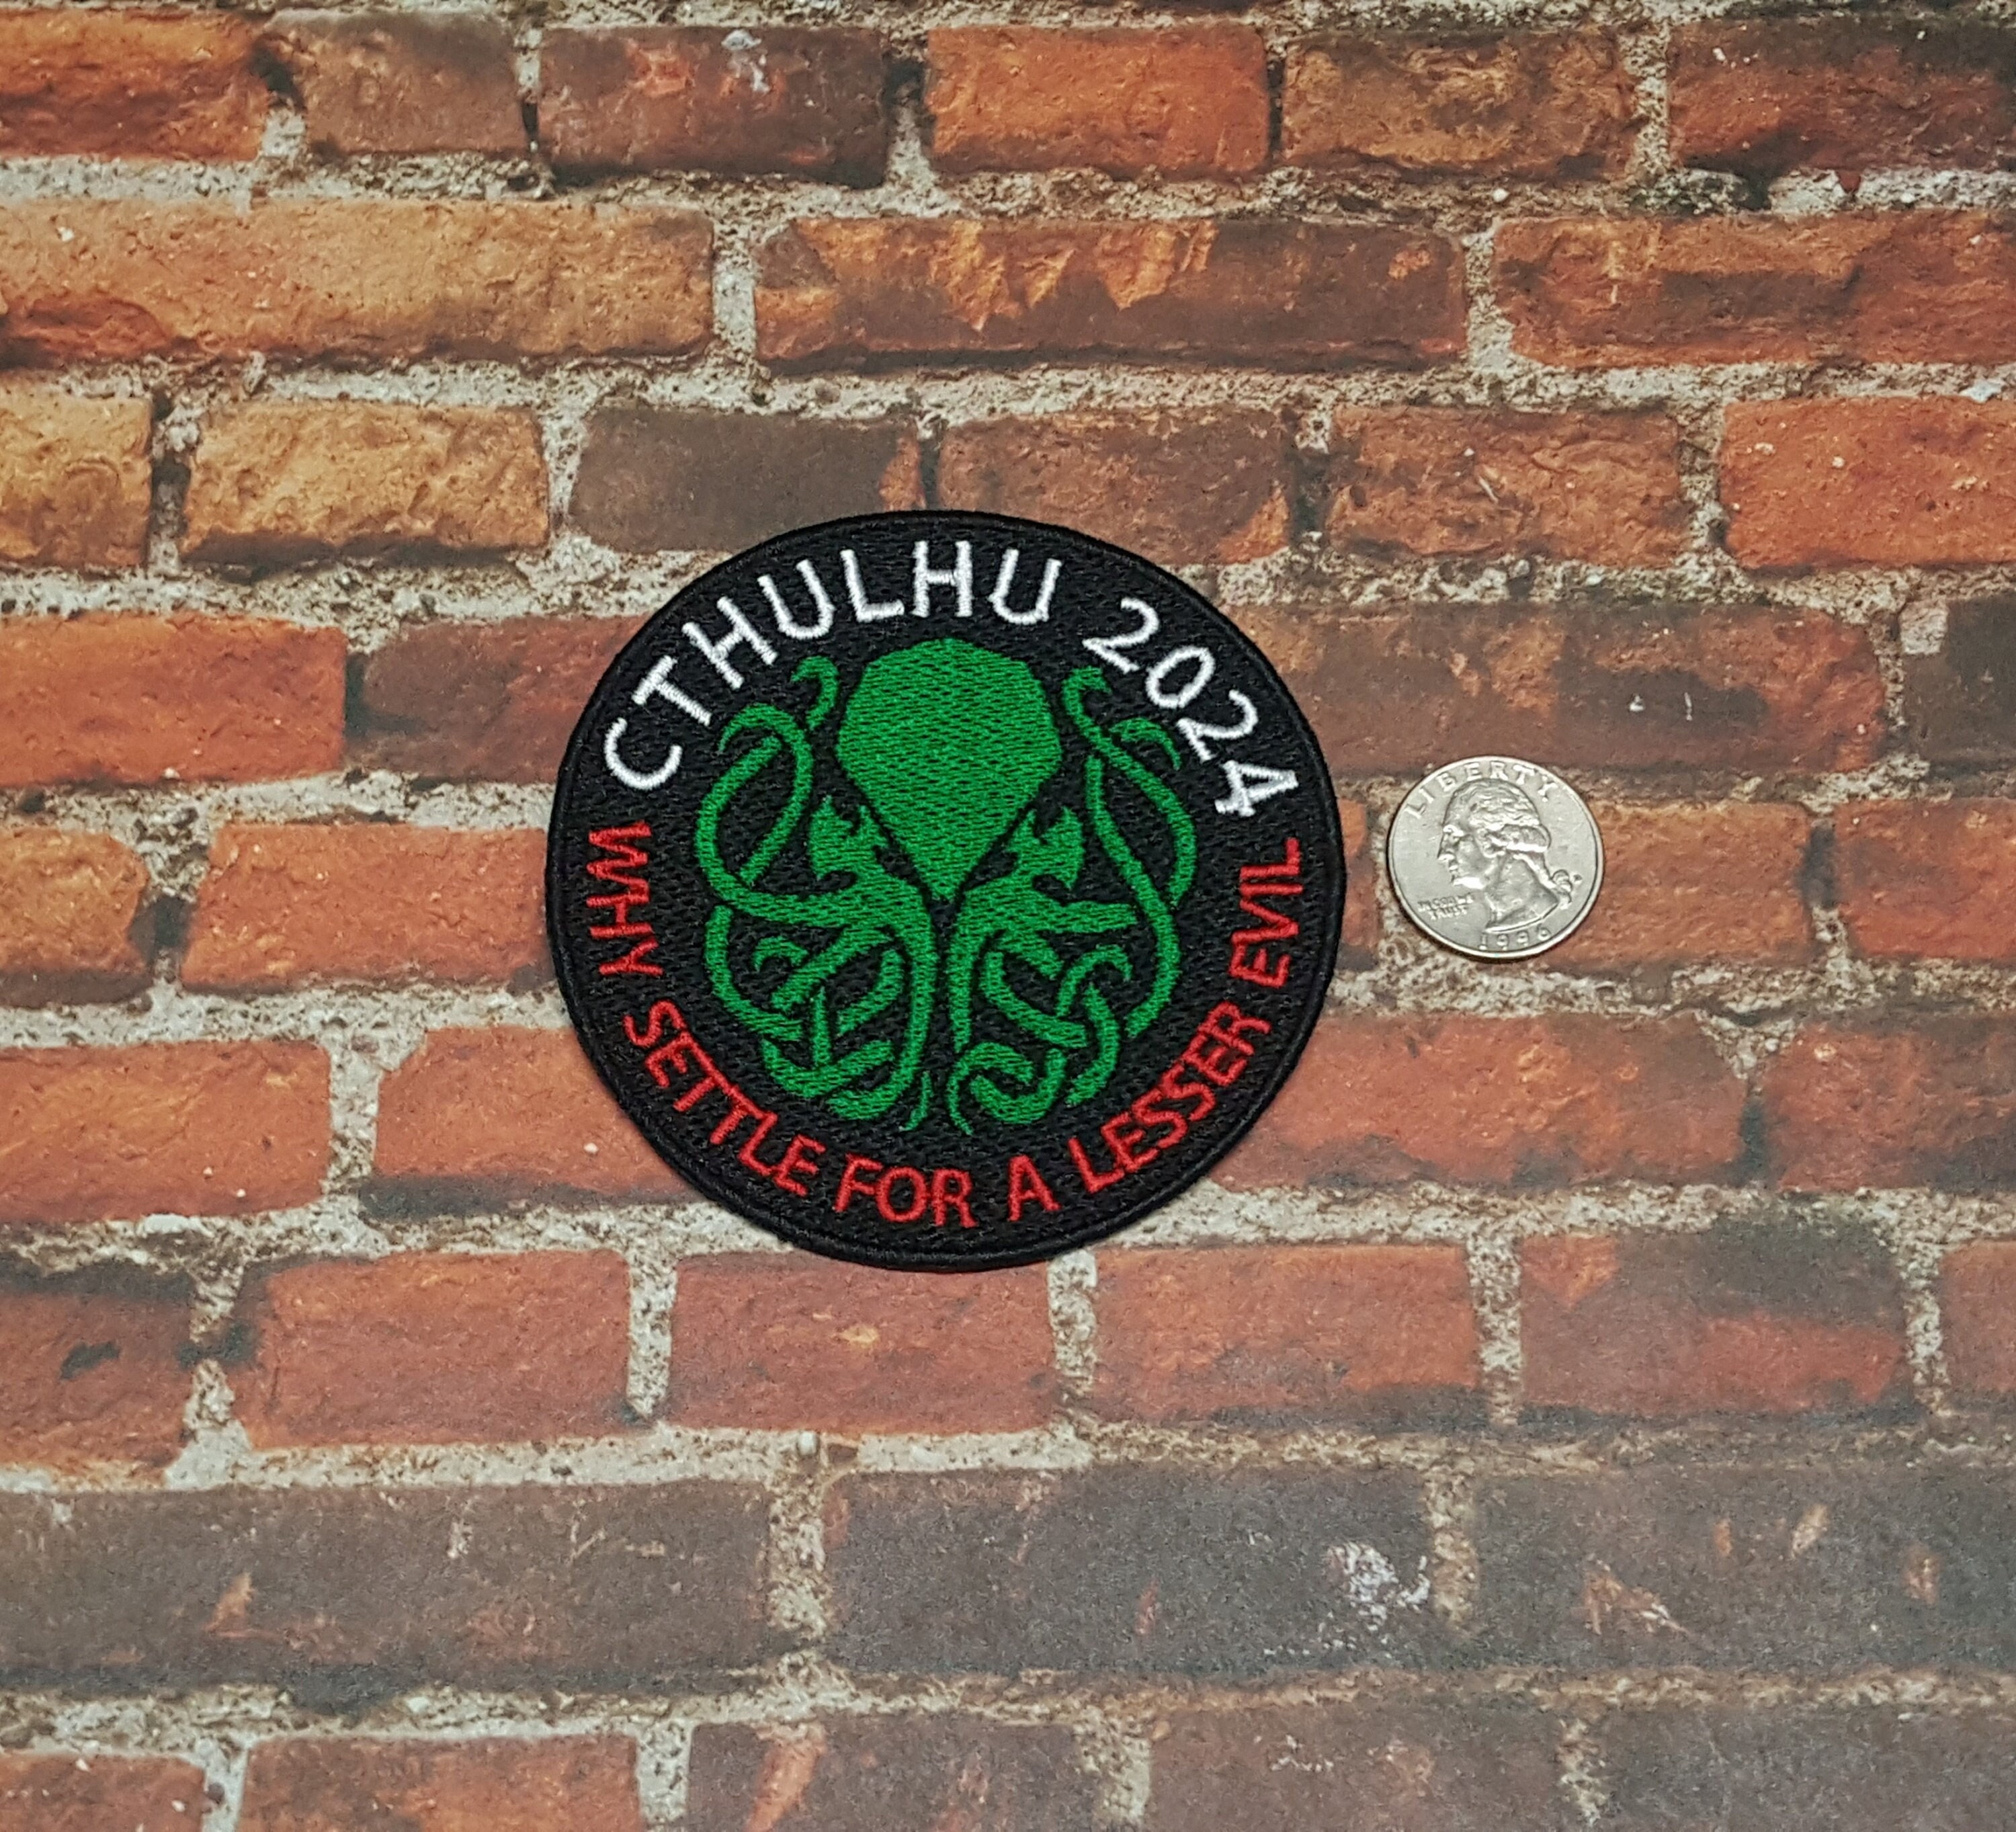 CTHULHU 2024
WHY SETTLE FOR A LESSER EVIL
LIBERTY
IN GOD WE
TRUST
1996